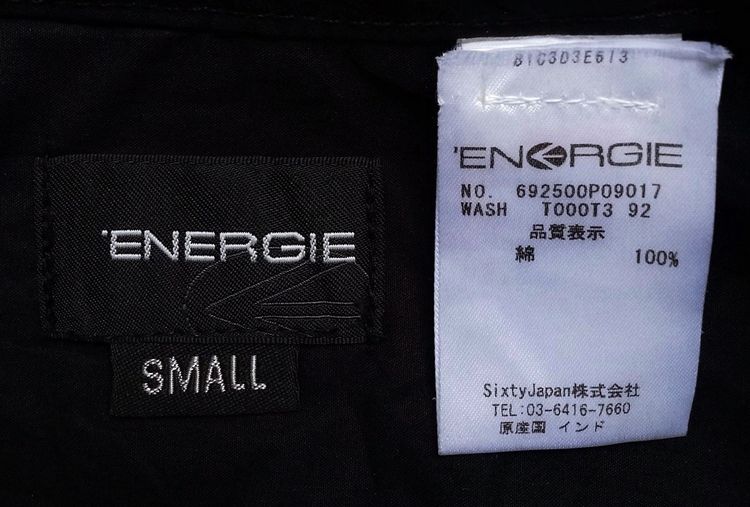 'ENERGIE
SMALL
B1C3D3E613
'ENERGIE
NO. 692500P09017
WASH T000T3 92
品質表示
綿 100%
SixtyJapan株式会社
TEL:03-6416-7660
原産国 インド